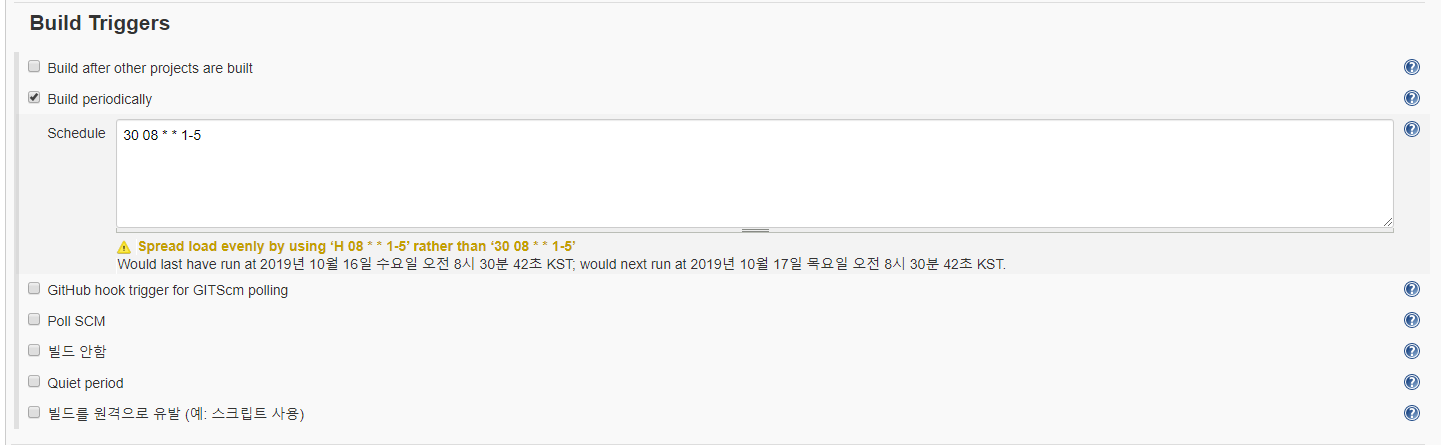 Build Triggers
Build after other projects are built
Build periodically
Schedule 30 08 * * 1-5
Spread load evenly by using ‘H 08 * * 1-5’ rather than ‘30 08 * * 1-5’
Would last have run at 2019년 10월 16일 수요일 오전 8시 30분 42초 KST; would next run at 2019년 10월 17일 목요일 오전 8시 30분 42초 KST.
GitHub hook trigger for GITScm polling
Poll SCM
빌드 안함
Quiet period
빌드를 원격으로 유발 (예: 스크립트 사용)